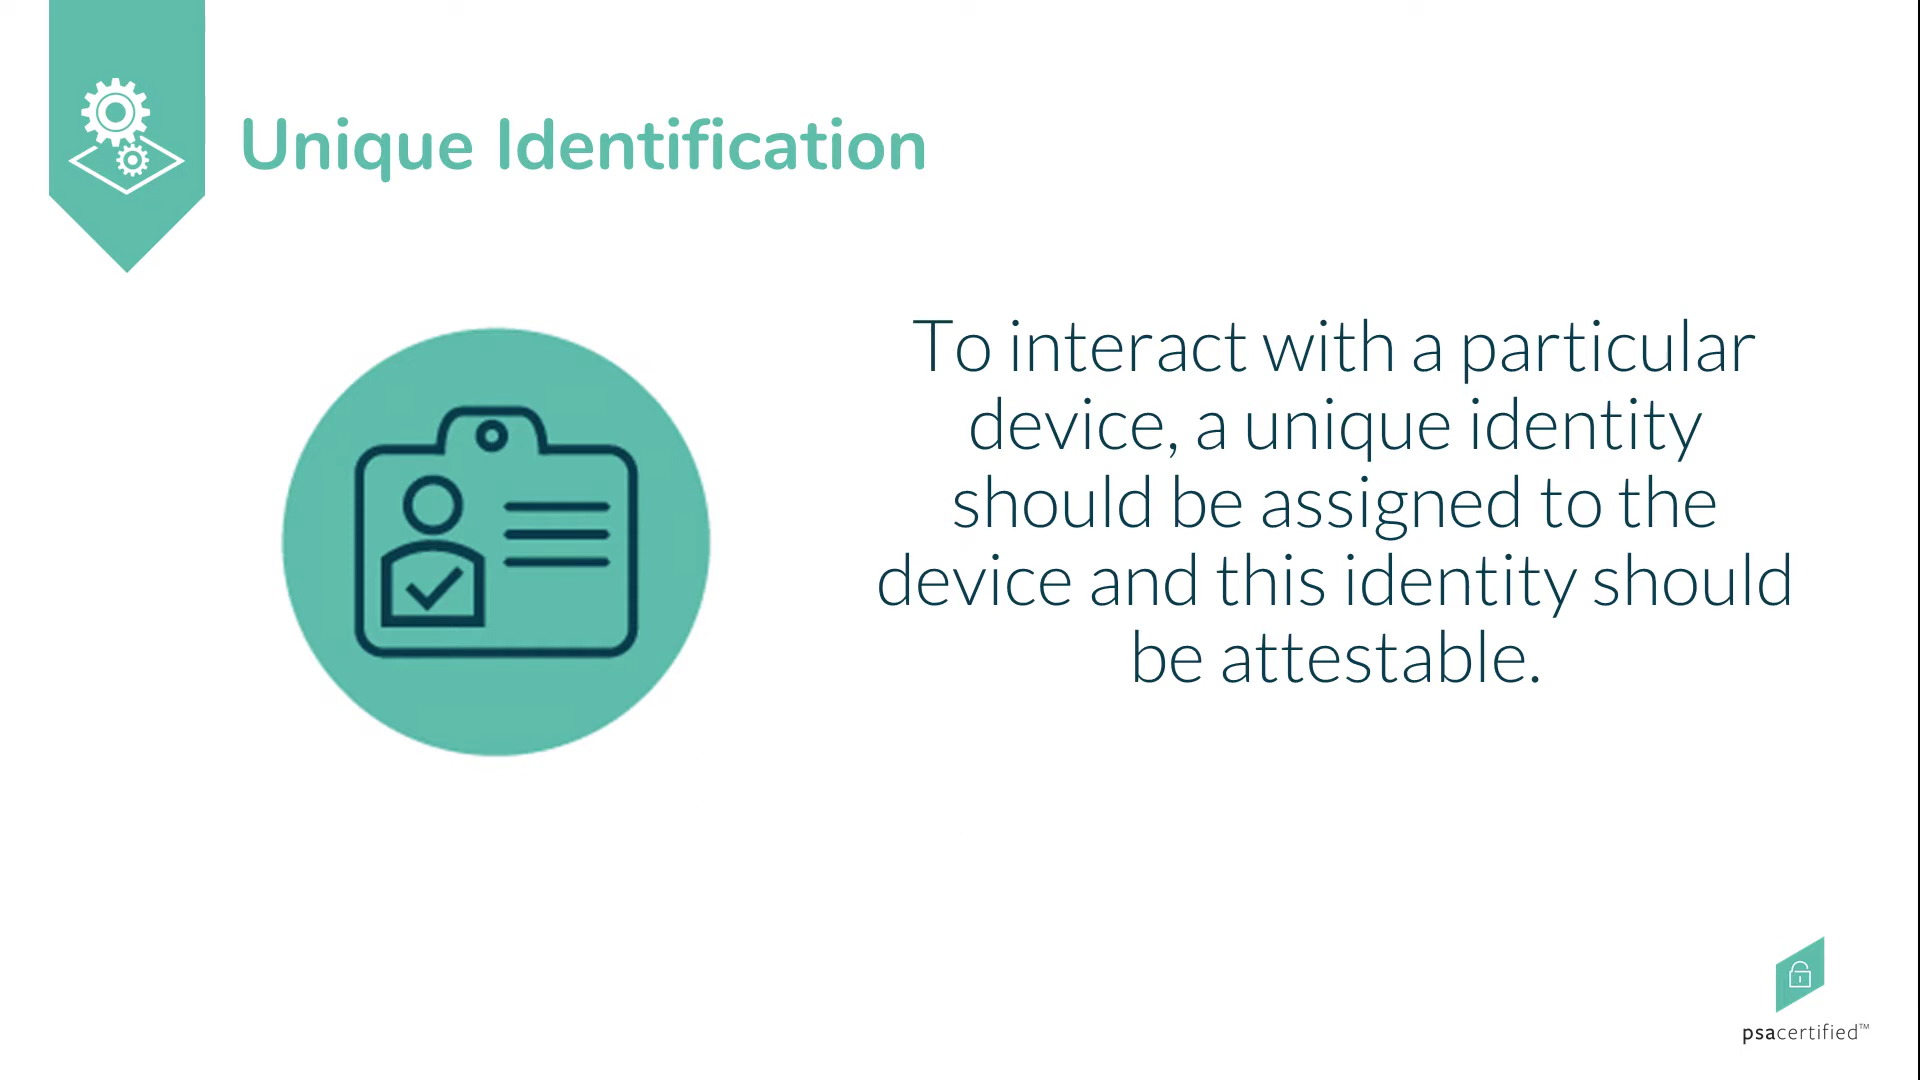 Unique Identification
To interact with a particular
device, a unique identity
should be assigned to the
device and this identity should
be attestable.
psacertified™